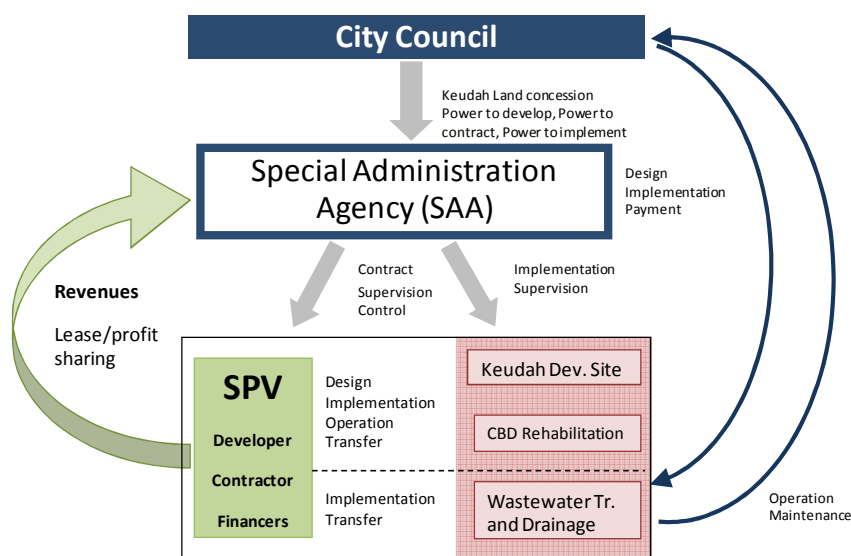 City Council
Keudah Land concession
Power to develop, Power to
contract, Power to implement
Special Administration
Agency (SAA)
Design
Implementation
Payment
Contract
Supervision
Control
Implementation
Supervision
Revenues
Lease/profit
sharing
SPV
Developer
Contractor
Financers
Design
Implementation
Operation
Transfer
Implementation
Transfer
Keudah Dev. Site
CBD Rehabilitation
Wastewater Tr.
and Drainage
Operation
Maintenance